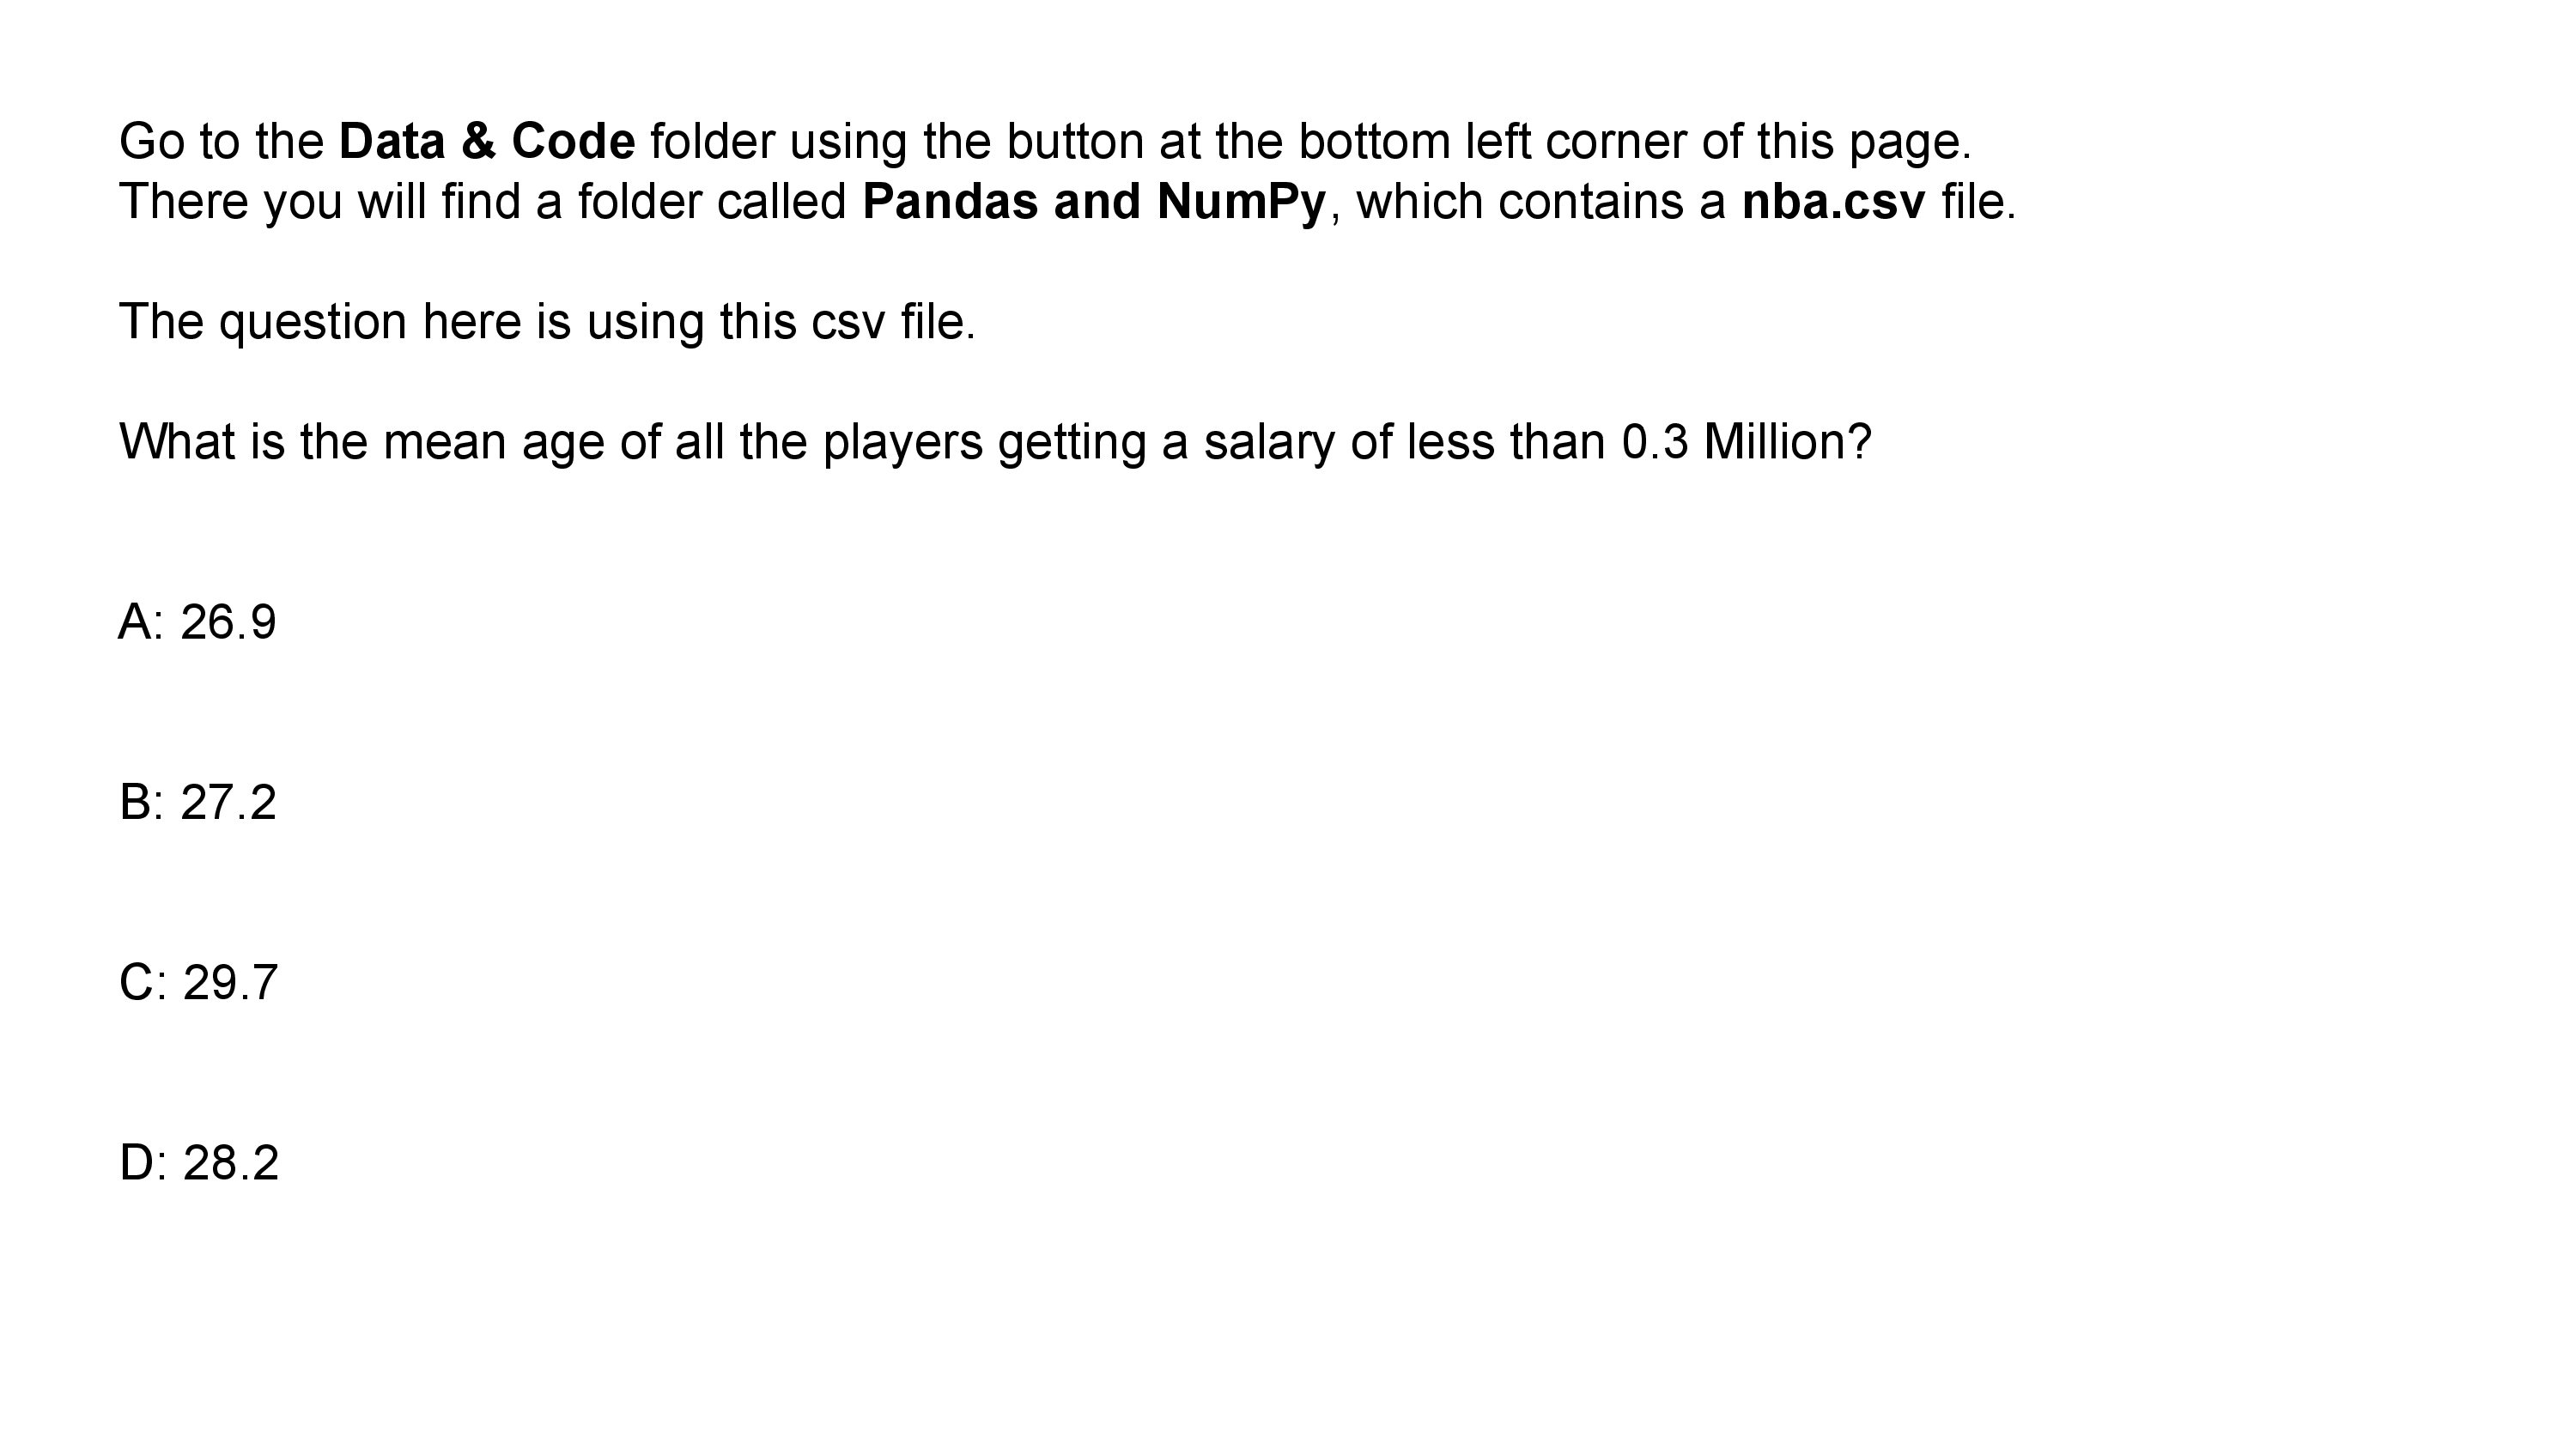 Go to the Data & Code folder using the button at the bottom left corner of this page.
There you will find a folder called Pandas and NumPy, which contains a nba.csv file.
The question here is using this csv file.
What is the mean age of all the players getting a salary of less than 0.3 Million?
A: 26.9
B: 27.2
C: 29.7
D: 28.2